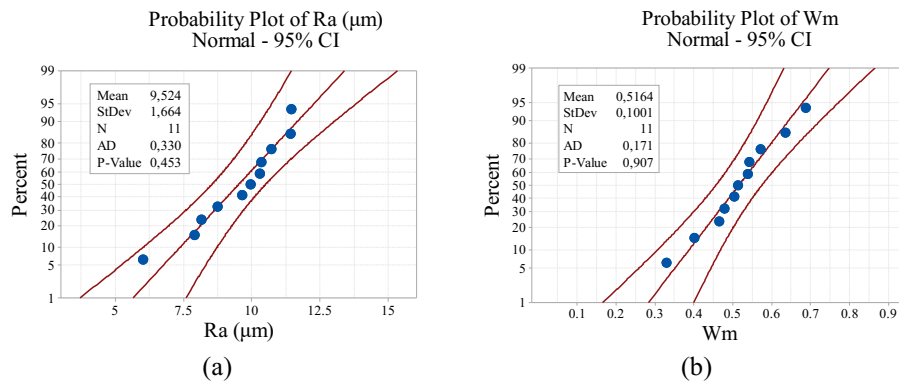 Probability Plot of Ra (μm)
Normal - 95% CI
99
95
90
80
70
60
50
40
30
20
10
5
1
Percent
Mean 9,524
StDev 1,664
N 11
AD 0,330
P-Value 0,453
5 7.5 10 12.5 15
Ra (μm)
(a)
Probability Plot of Wm
Normal - 95% CI
99
95
90
80
70
60
50
40
30
20
10
5
1
Percent
Mean 0,5164
StDev 0,1001
N 11
AD 0,171
P-Value 0,907
0.1 0.2 0.3 0.4 0.5 0.6 0.7 0.8 0.9
Wm
(b)